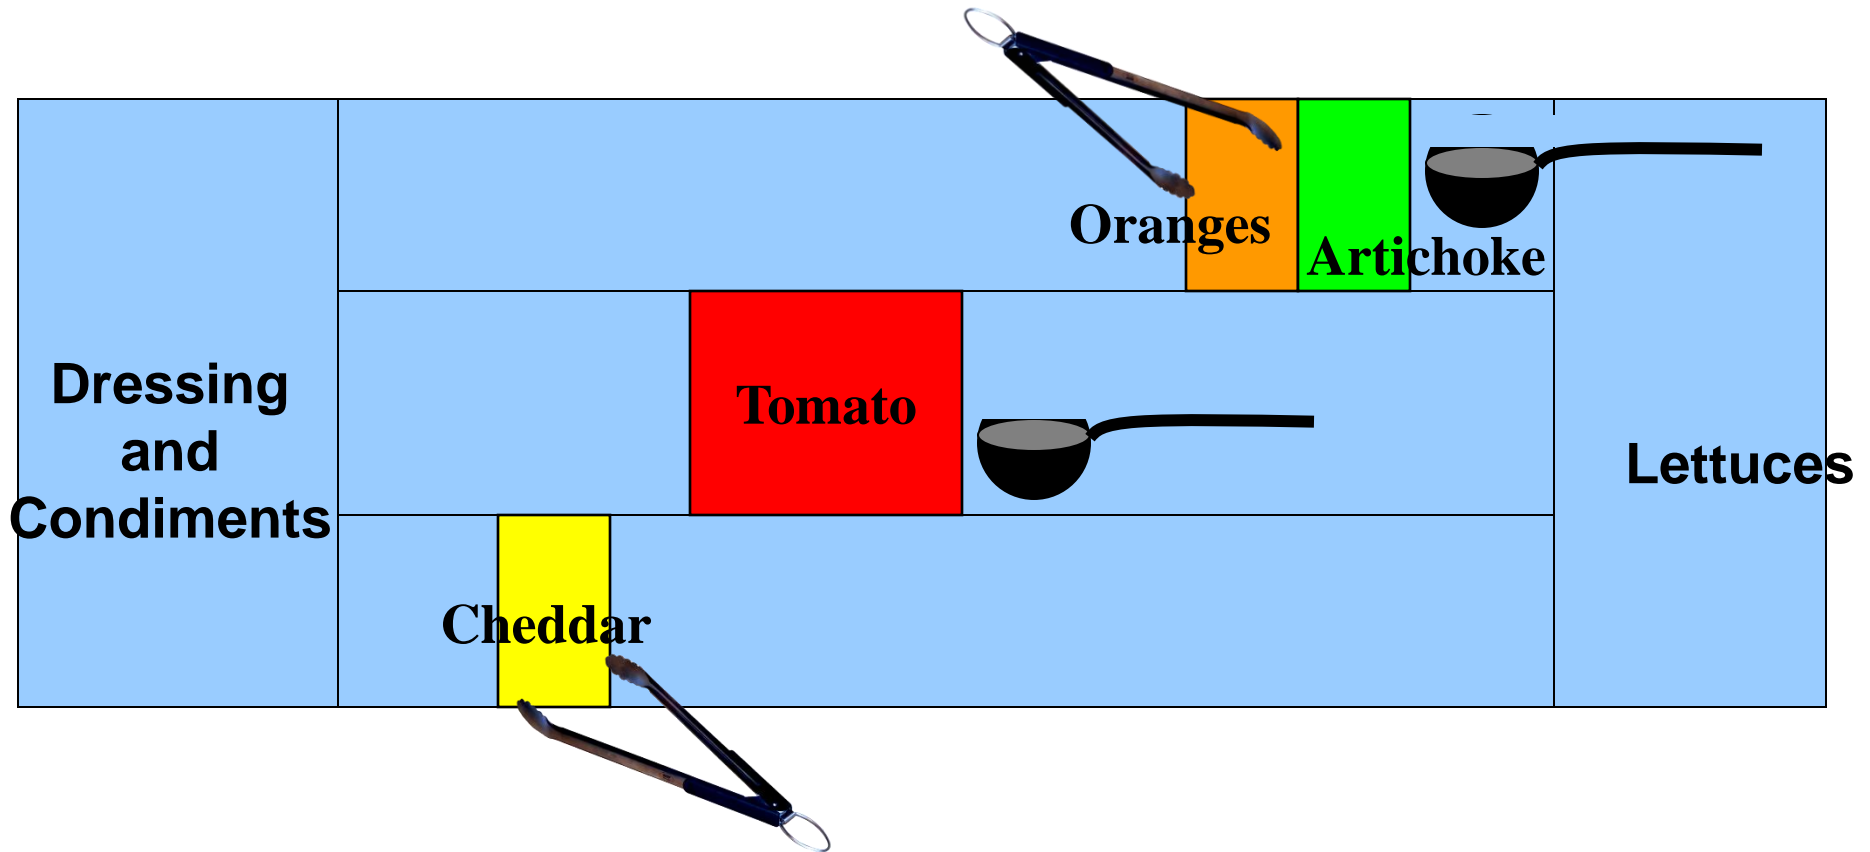 Oranges
Artichoke
Dressing
and
Condiments
Tomato
Lettuces
Cheddar